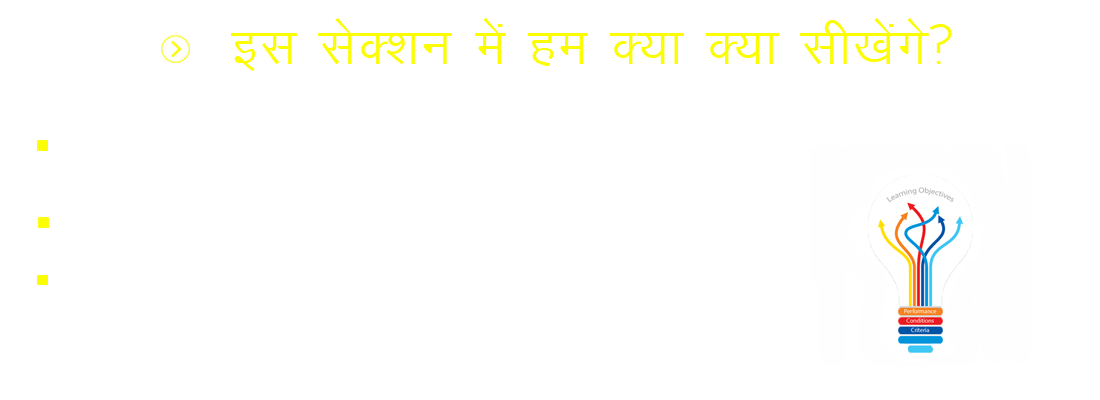 इस सेक्शन में हम क्या क्या सीखेंगे?
Learning Objectives
Performance
Conditions
Criteria